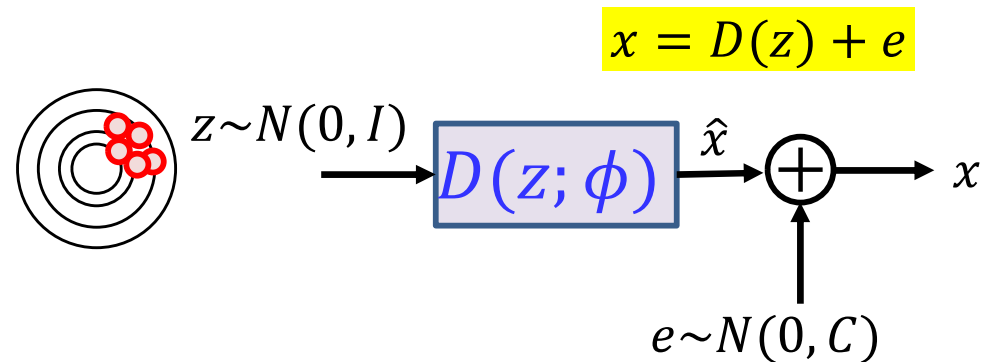 x = D(z) + e
z~N(0, I)
D(z; ϕ)
x̂
+
x
e~N(0, C)